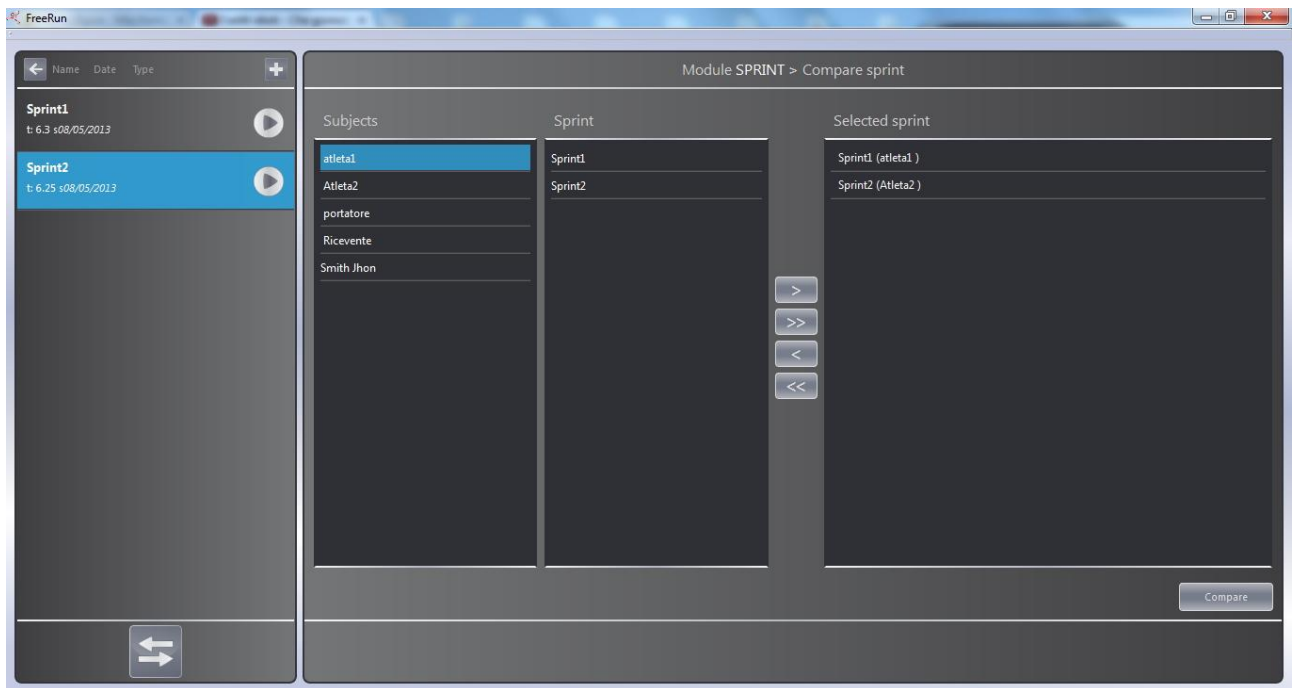 FreeRun
Name Date Type
Sprint1
t: 6.3 s08/05/2013
Sprint2
t: 6.25 s08/05/2013
Module SPRINT > Compare sprint
Subjects
atleta1
Atleta2
portatore
Ricevente
Smith Jhon
Sprint
Sprint1
Sprint2
>
>>
<
<<
Selected sprint
Sprint1 (atleta1 )
Sprint2 (Atleta2 )
Compare